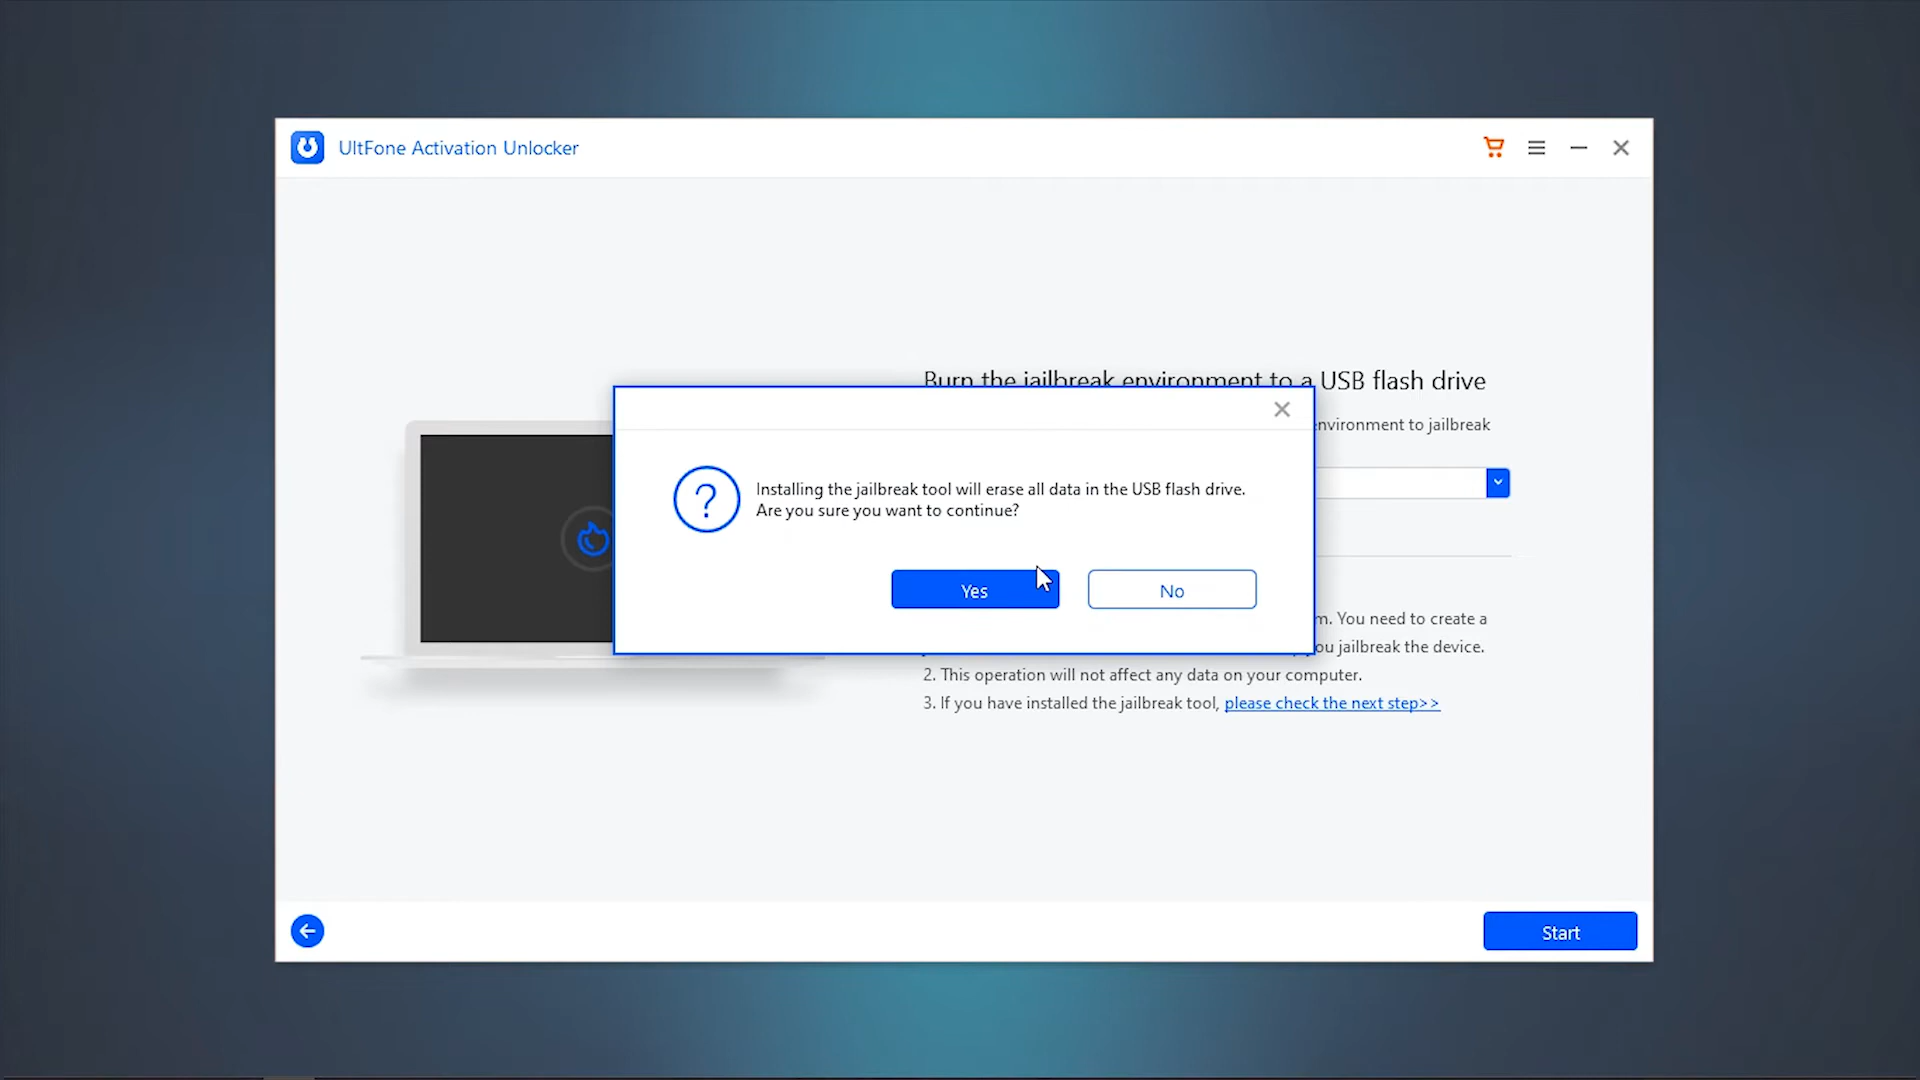 UltFone Activation Unlocker
Burn the jailbreak environment to a USB flash drive
nvironment to jailbreak
Installing the jailbreak tool will erase all data in the USB flash drive.
Are you sure you want to continue?
Yes
No
You need to create a
ou jailbreak the device.
2. This operation will not affect any data on your computer.
3. If you have installed the jailbreak tool, please check the next step>>
Start